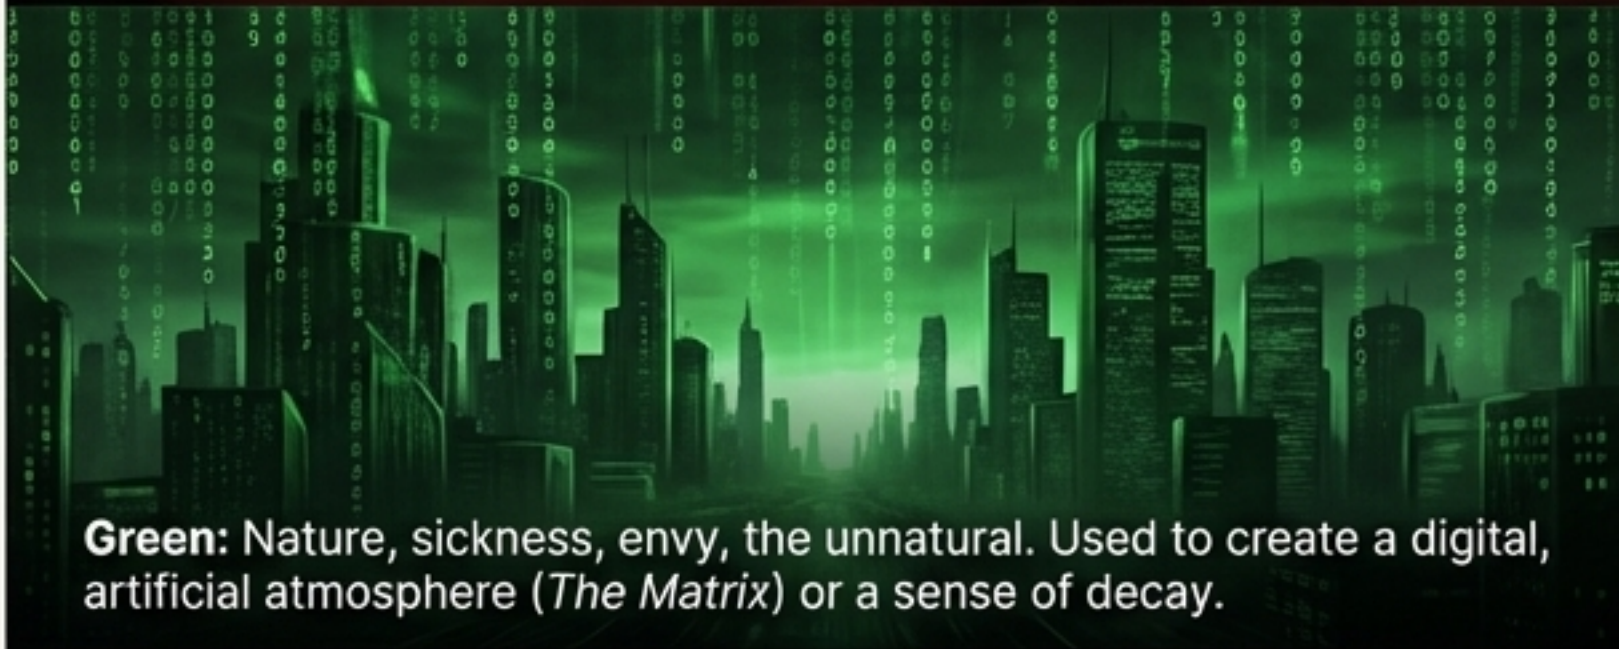 Green: Nature, sickness, envy, the unnatural. Used to create a digital,
artificial atmosphere (The Matrix) or a sense of decay.